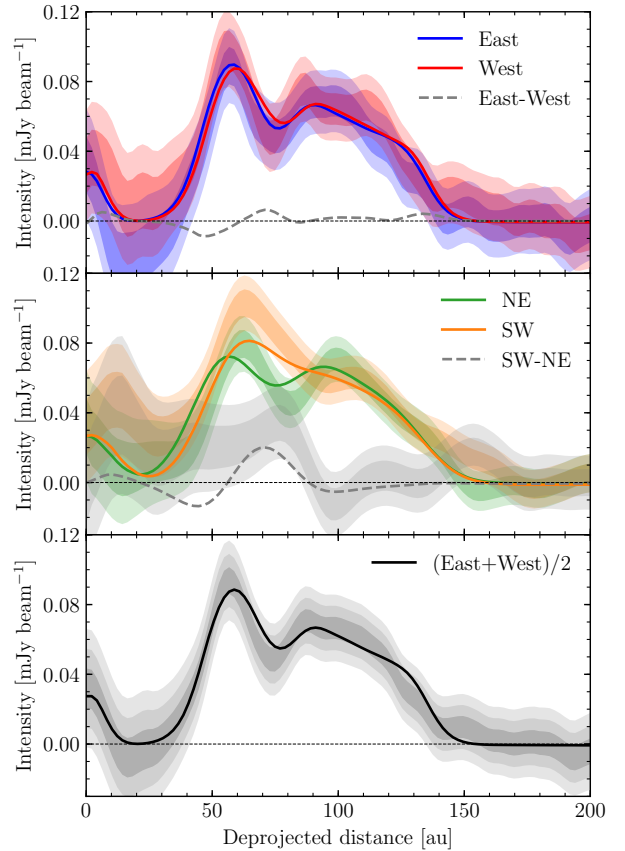 0.12
0.08
0.04
0.00
Intensity [mJy beam⁻¹]
East
West
East-West
0.12
0.08
0.04
0.00
Intensity [mJy beam⁻¹]
NE
SW
SW-NE
0.12
0.08
0.04
0.00
Intensity [mJy beam⁻¹]
(East+West)/2
0 50 100 150 200
Deprojected distance [au]